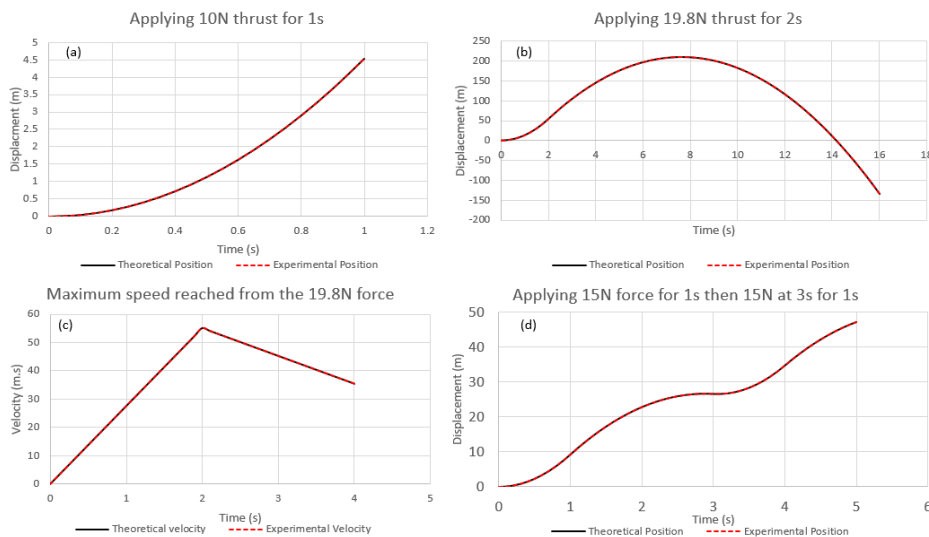 Applying 10N thrust for 1s
(a)
5
4.5
4
3.5
3
2.5
2
1.5
1
0.5
0
Displacment (m)
0 0.2 0.4 0.6 0.8 1 1.2
Time (s)
Theoretical Position Experimental Position
Applying 19.8N thrust for 2s
(b)
250
200
150
100
50
0
-50
-100
-150
-200
Displacement (m)
0 2 4 6 8 10 12 14 16 18
Time (s)
Theoretical Position Experimental Position
Maximum speed reached from the 19.8N force
(c)
60
50
40
30
20
10
0
Velocity (m.s)
0 1 2 3 4 5
Time (s)
Theoretical velocity Experimental Velocity
Applying 15N force for 1s then 15N at 3s for 1s
(d)
50
40
30
20
10
0
Displacement (m)
0 1 2 3 4 5 6
Time (s)
Theoretical Position Experimental Position